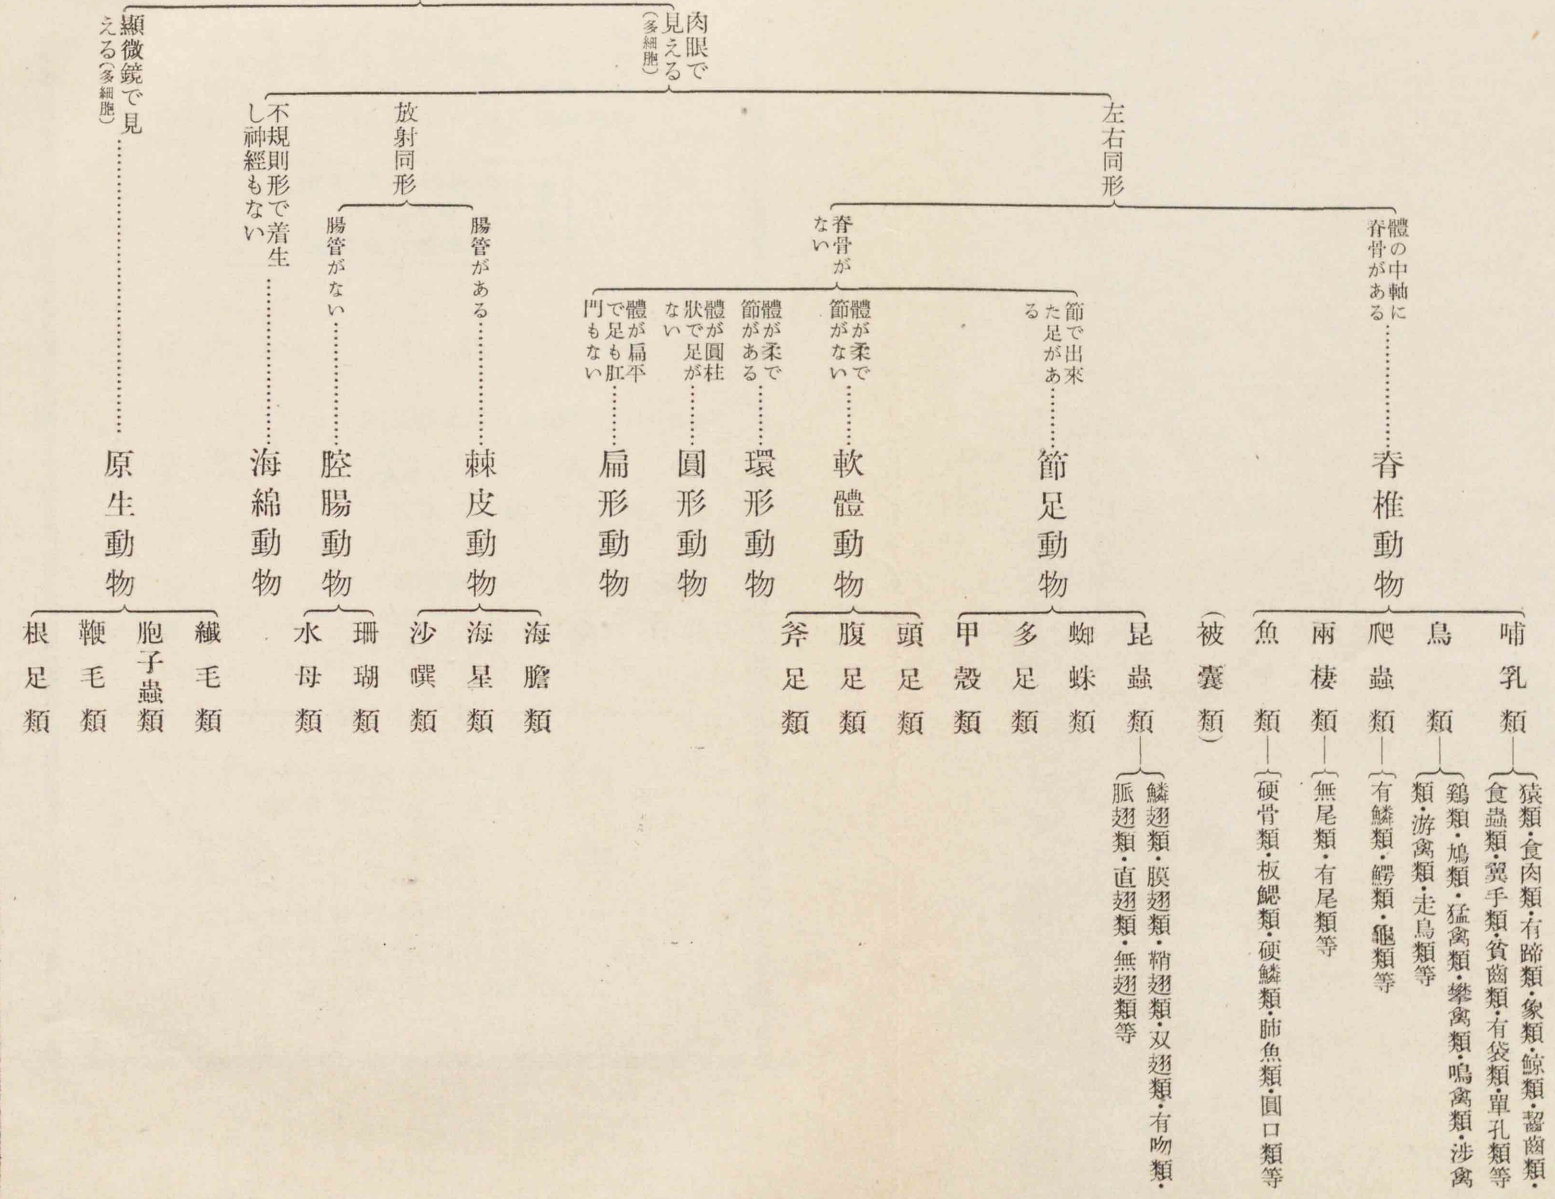 肉眼で
見える
（多細胞）
顯微鏡で見
える（多細胞）
左右同形
放射同形
不規則形で着生
し神經もない
體の中軸に
脊骨がある
脊骨が
ない
腸管がある
腸管がない
節で出來
た足があ
る
體が柔で
節がない
體が柔で
節がある
體が圓柱
狀で足が
ない
體が扁平
で足も肛
門もない
脊椎動物
節足動物
軟體動物
環形動物
圓形動物
扁形動物
棘皮動物
腔腸動物
海綿動物
原生動物
哺乳類
鳥類
爬蟲類
兩棲類
魚類
（被囊類）
昆蟲類
蜘蛛類
多足類
甲殼類
頭足類
腹足類
斧足類
海膽類
海星類
沙噀類
珊瑚類
水母類
纖毛類
胞子蟲類
鞭毛類
根足類
猿類・食肉類・有蹄類・象類・鯨類・齧齒類・
食蟲類・翼手類・貧齒類・有袋類・單孔類等
鷄類・鳩類・猛禽類・攀禽類・鳴禽類・涉禽
類・游禽類・走鳥類等
有鱗類・鰐類・龜類等
無尾類・有尾類等
硬骨類・板鰓類・硬鱗類・肺魚類・圓口類等
鱗翅類・膜翅類・鞘翅類・双翅類・有吻類・
脈翅類・直翅類・無翅類等